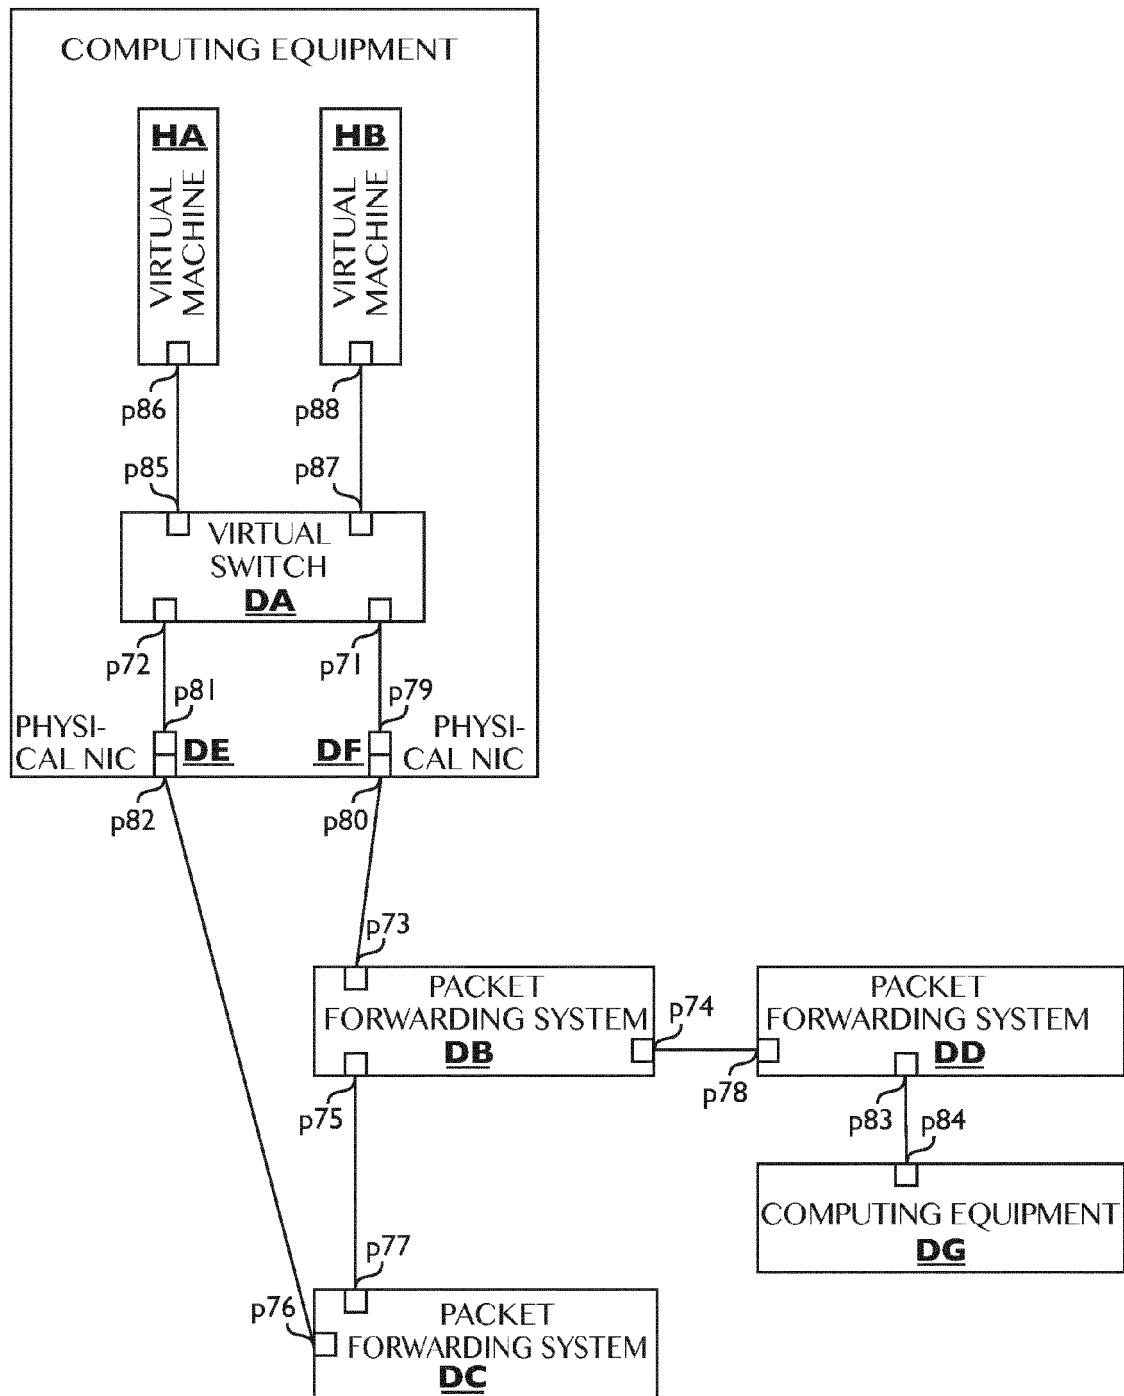 COMPUTING EQUIPMENT
HA
VIRTUAL
MACHINE
HB
VIRTUAL
MACHINE
p86
p88
p85
p87
VIRTUAL
SWITCH
DA
p72
p71
p81
p79
PHYSI-
CAL NIC
DE
DF
PHYSI-
CAL NIC
p82
p80
p73
PACKET
FORWARDING SYSTEM
DB
p74
PACKET
FORWARDING SYSTEM
DD
p75
p78
p83
p84
COMPUTING EQUIPMENT
DG
p77
p76
PACKET
FORWARDING SYSTEM
DC